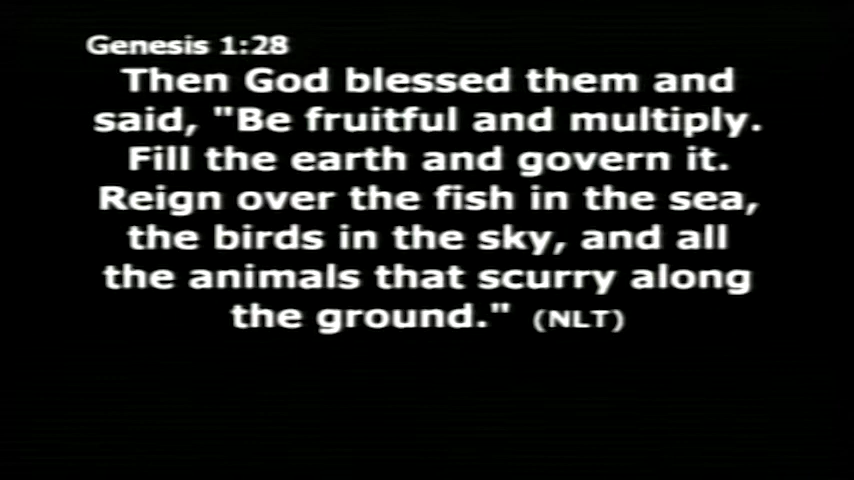 Genesis 1:28
Then God blessed them and
said, "Be fruitful and multiply.
Fill the earth and govern it.
Reign over the fish in the sea,
the birds in the sky, and all
the animals that scurry along
the ground." (NLT)